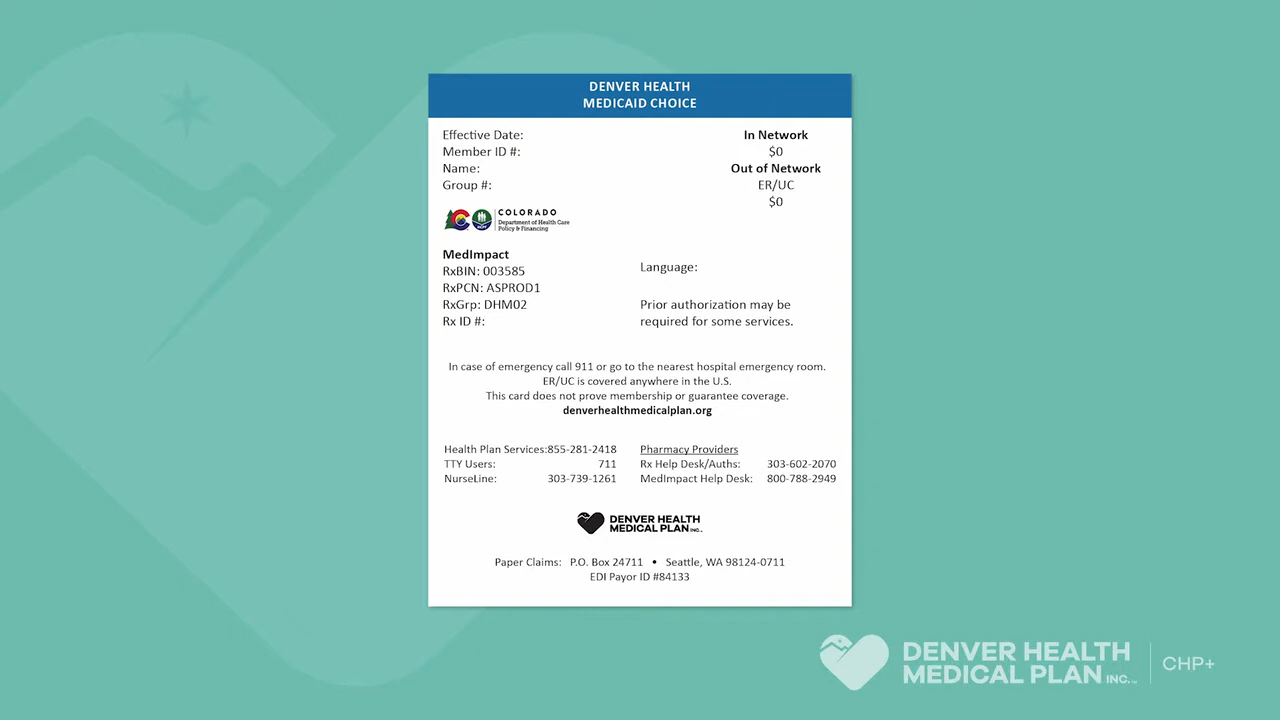 DENVER HEALTH
MEDICAID CHOICE
Effective Date:
Member ID #:
Name:
Group #:
In Network
$0
Out of Network
ER/UC
$0
COLORADO
Department of Health Care
Policy & Financing
MedImpact
RxBIN: 003585
RxPCN: ASPROD1
RxGrp: DHM02
Rx ID #:
Language:
Prior authorization may be
required for some services.
In case of emergency call 911 or go to the nearest hospital emergency room.
ER/UC is covered anywhere in the U.S.
This card does not prove membership or guarantee coverage.
denverhealthmedicalplan.org
Health Plan Services:855-281-2418
TTY Users: 711
NurseLine: 303-739-1261
Pharmacy Providers
Rx Help Desk/Auths: 303-602-2070
MedImpact Help Desk: 800-788-2949
DENVER HEALTH
MEDICAL PLAN INC.
Paper Claims: P.O. Box 24711 • Seattle, WA 98124-0711
EDI Payor ID #84133
DENVER HEALTH
MEDICAL PLAN INC.™
CHP+